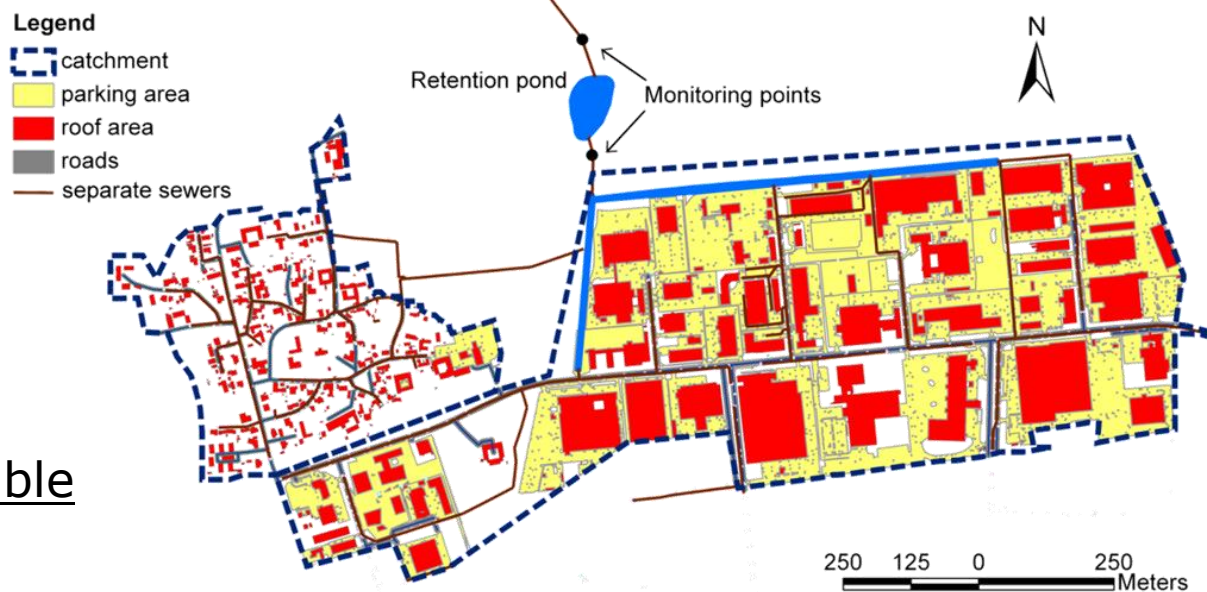 Legend
catchment
parking area
roof area
roads
separate sewers
Retention pond
Monitoring points
N
ble
250 125 0 250
Meters